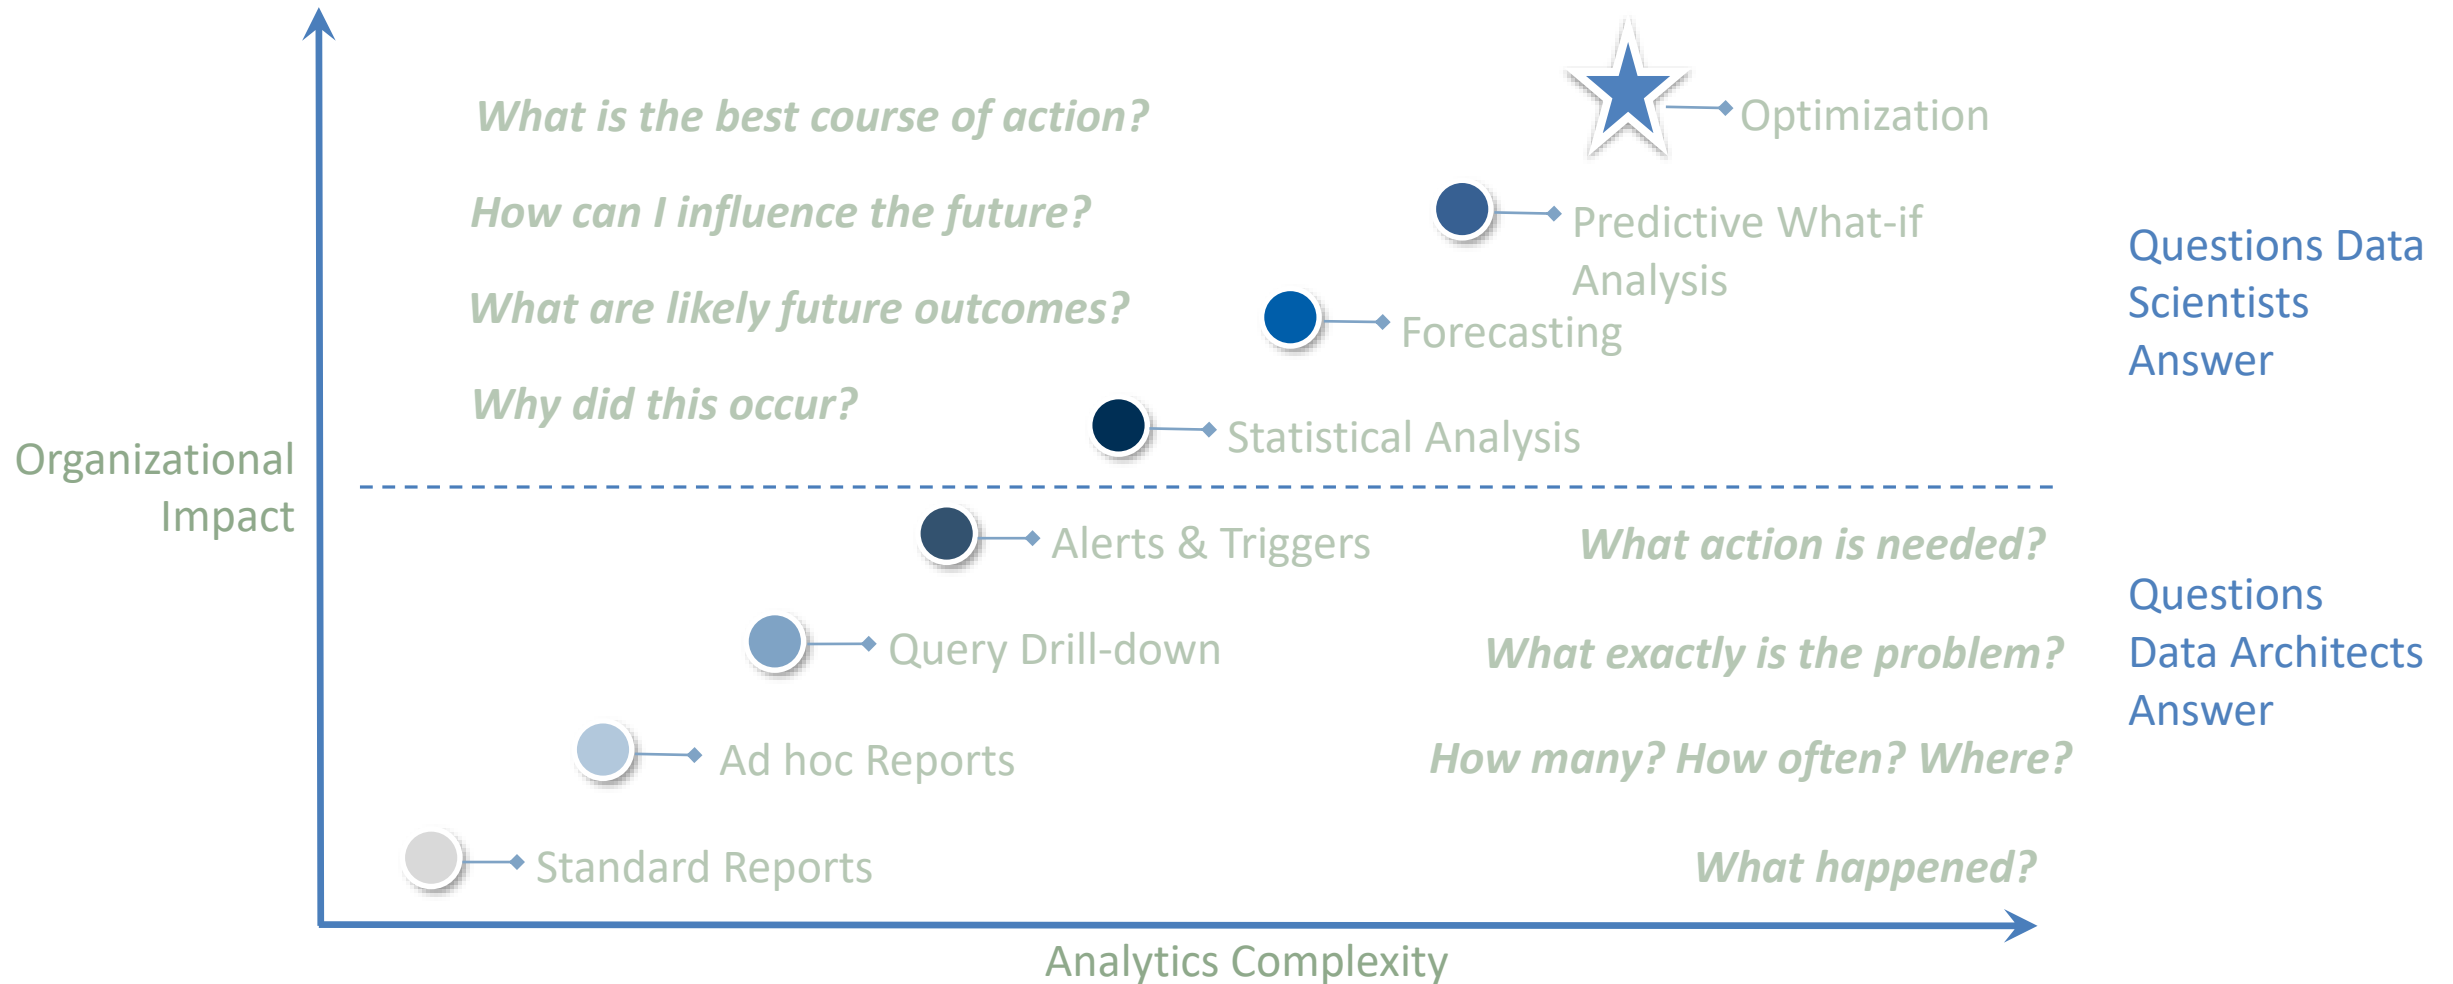 What is the best course of action?
Optimization
How can I influence the future?
Predictive What-if
Analysis
Questions Data
Scientists
Answer
What are likely future outcomes?
Forecasting
Why did this occur?
Statistical Analysis
Organizational
Impact
Alerts & Triggers
What action is needed?
Questions
Data Architects
Answer
Query Drill-down
What exactly is the problem?
Ad hoc Reports
How many? How often? Where?
Standard Reports
What happened?
Analytics Complexity